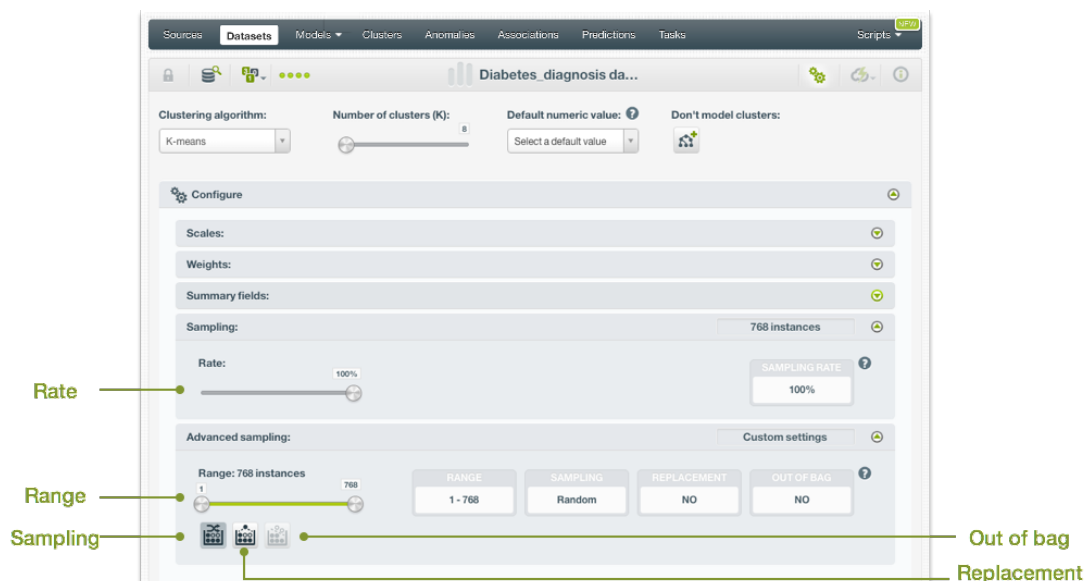 NEW
Sources Datasets Models Clusters Anomalies Associations Predictions Tasks Scripts
Diabetes_diagnosis da...
Clustering algorithm: Number of clusters (K): Default numeric value: ? Don't model clusters:
K-means 8 Select a default value
Configure
Scales:
Weights:
Summary fields:
Sampling: 768 instances
Rate: 100% SAMPLING RATE ?
Rate 100%
Advanced sampling: Custom settings
Range: 768 instances RANGE SAMPLING REPLACEMENT OUT OF BAG ?
1 768
Range 1 - 768 Random NO NO
Sampling Out of bag
Replacement